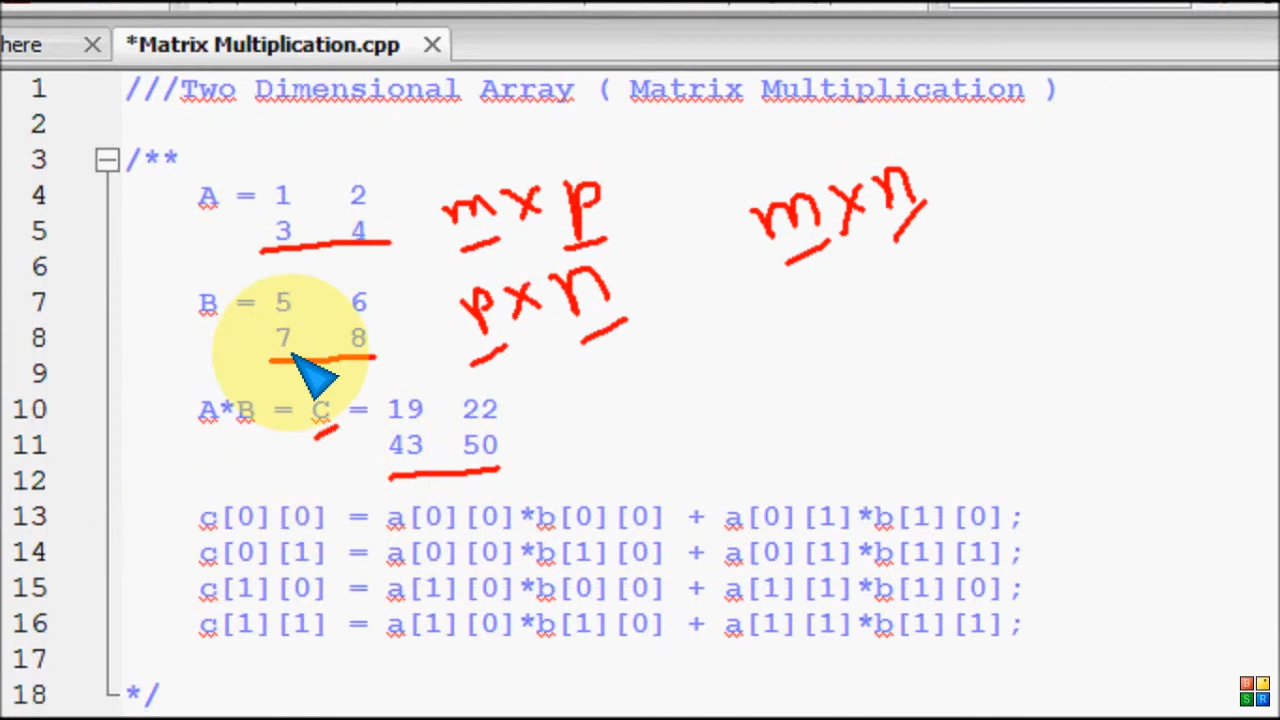 here
*Matrix Multiplication.cpp
1 ///Two Dimensional Array ( Matrix Multiplication )
2
3 /**
4 A = 1 2 m x p m x n
5 3 4
6
7 B = 5 6 p x n
8 7 8
9
10 A*B = C = 19 22
11 43 50
12
13 c[0][0] = a[0][0]*b[0][0] + a[0][1]*b[1][0];
14 c[0][1] = a[0][0]*b[1][0] + a[0][1]*b[1][1];
15 c[1][0] = a[1][0]*b[0][0] + a[1][1]*b[1][0];
16 c[1][1] = a[1][0]*b[1][0] + a[1][1]*b[1][1];
17
18 */